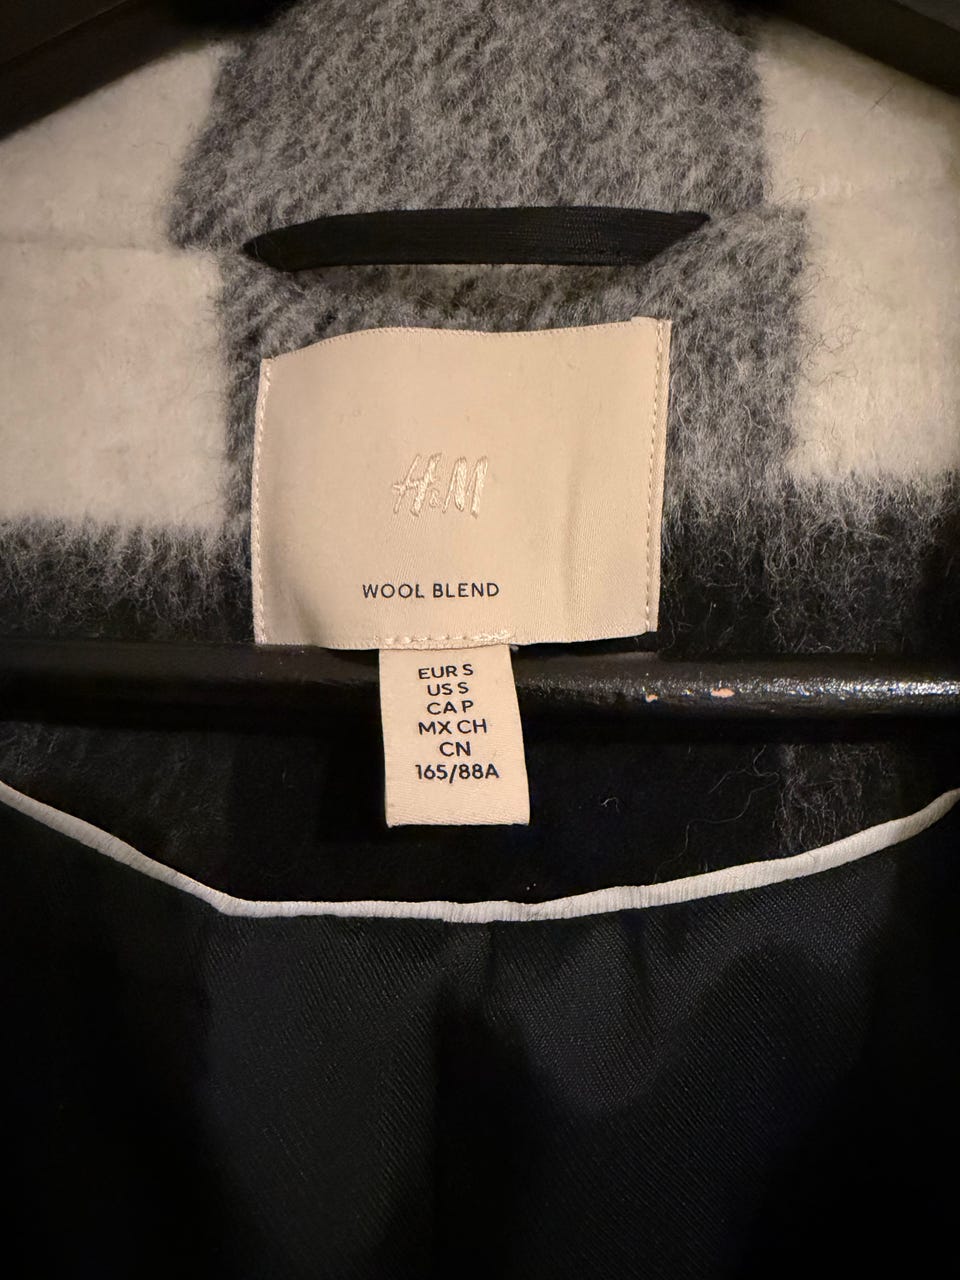 H&M
WOOL BLEND
EUR S
US S
CA P
MX CH
CN
165/88A